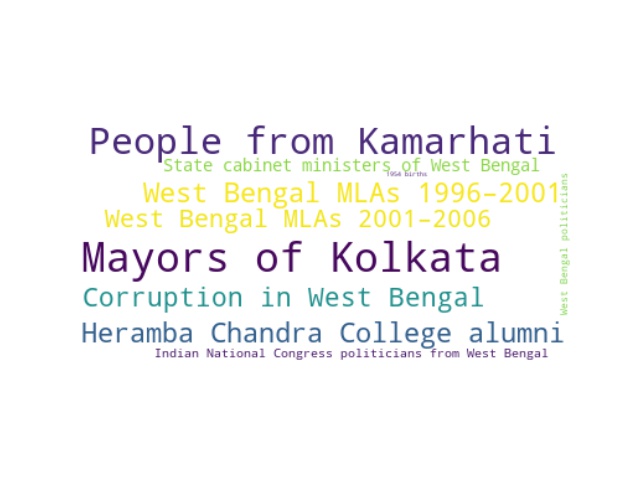 People from Kamarhati
State cabinet ministers of West Bengal
1954 births
West Bengal MLAs 1996–2001
West Bengal MLAs 2001–2006
West Bengal politicians
Mayors of Kolkata
Corruption in West Bengal
Heramba Chandra College alumni
Indian National Congress politicians from West Bengal